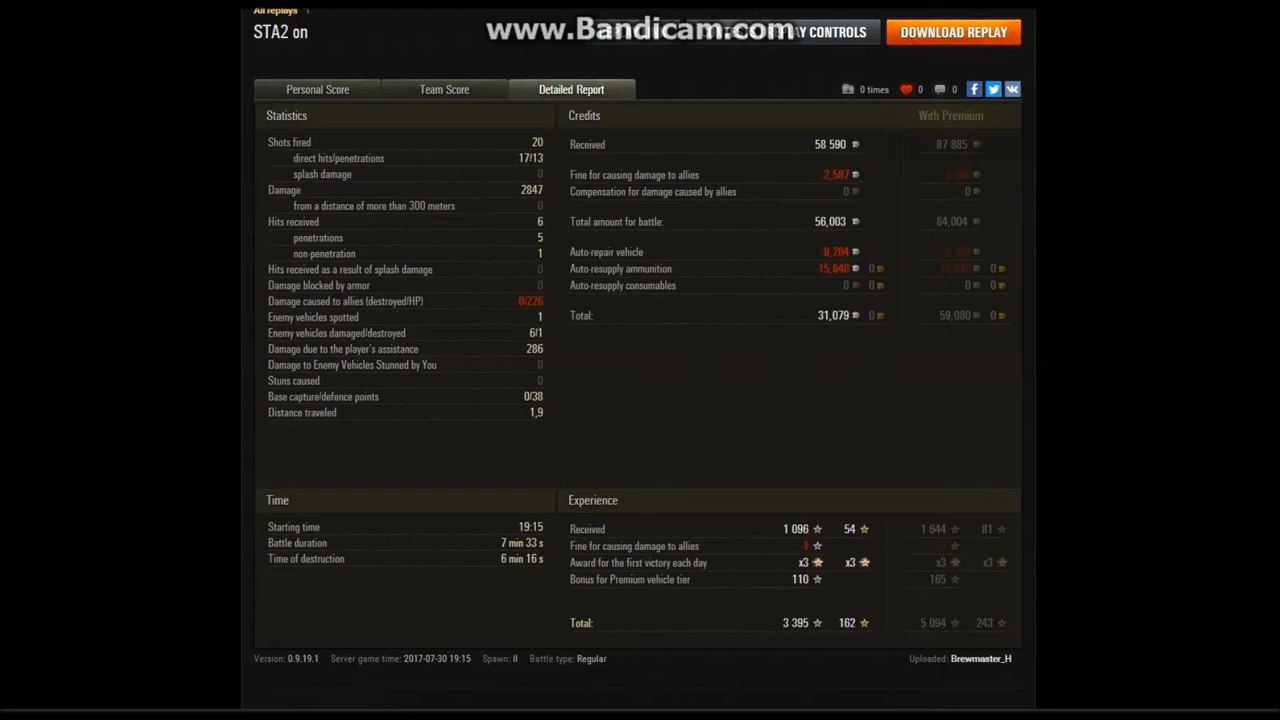 All replays
STA2 on
www.Bandicam.com
REPLAY CONTROLS
DOWNLOAD REPLAY
Personal Score Team Score Detailed Report 0 times 0 0
Statistics Credits With Premium
Shots fired 20
direct hits/penetrations 17/13
splash damage 0
Damage 2847
from a distance of more than 300 meters 0
Hits received 6
penetrations 5
non-penetration 1
Hits received as a result of splash damage 0
Damage blocked by armor 0
Damage caused to allies (destroyed/HP) 0/226
Enemy vehicles spotted 1
Enemy vehicles damaged/destroyed 6/1
Damage due to the player's assistance 286
Damage to Enemy Vehicles Stunned by You 0
Stuns caused 0
Base capture/defence points 0/38
Distance traveled 1,9
Received 58 590 87 885
Fine for causing damage to allies -2,587
Compensation for damage caused by allies 0 0
Total amount for battle: 56,003 84,004
Auto-repair vehicle -9,284
Auto-resupply ammunition -15,640 0 0
Auto-resupply consumables 0 0 0 0
Total: 31,079 0 59,080 0
Time
Starting time 19:15
Battle duration 7 min 33 s
Time of destruction 6 min 16 s
Experience
Received 1 096 54 1 644 81
Fine for causing damage to allies -1
Award for the first victory each day x3 x3 x3 x3
Bonus for Premium vehicle tier 110 165
Total: 3 395 162 5 094 243
Version: 0.9.19.1 Server game time: 2017-07-30 19:15 Spawn: II Battle type: Regular Uploaded: Brewmaster_H